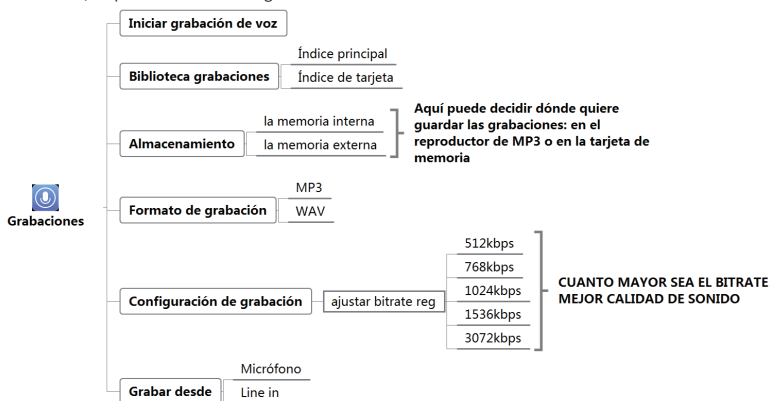 Iniciar grabación de voz
Biblioteca grabaciones
Índice principal
Índice de tarjeta
Almacenamiento
la memoria interna
la memoria externa
Aquí puede decidir dónde quiere
guardar las grabaciones: en el
reproductor de MP3 o en la tarjeta de
memoria
Grabaciones
Formato de grabación
MP3
WAV
Configuración de grabación
ajustar bitrate reg
512kbps
768kbps
1024kbps
1536kbps
3072kbps
CUANTO MAYOR SEA EL BITRATE
MEJOR CALIDAD DE SONIDO
Grabar desde
Micrófono
Line in